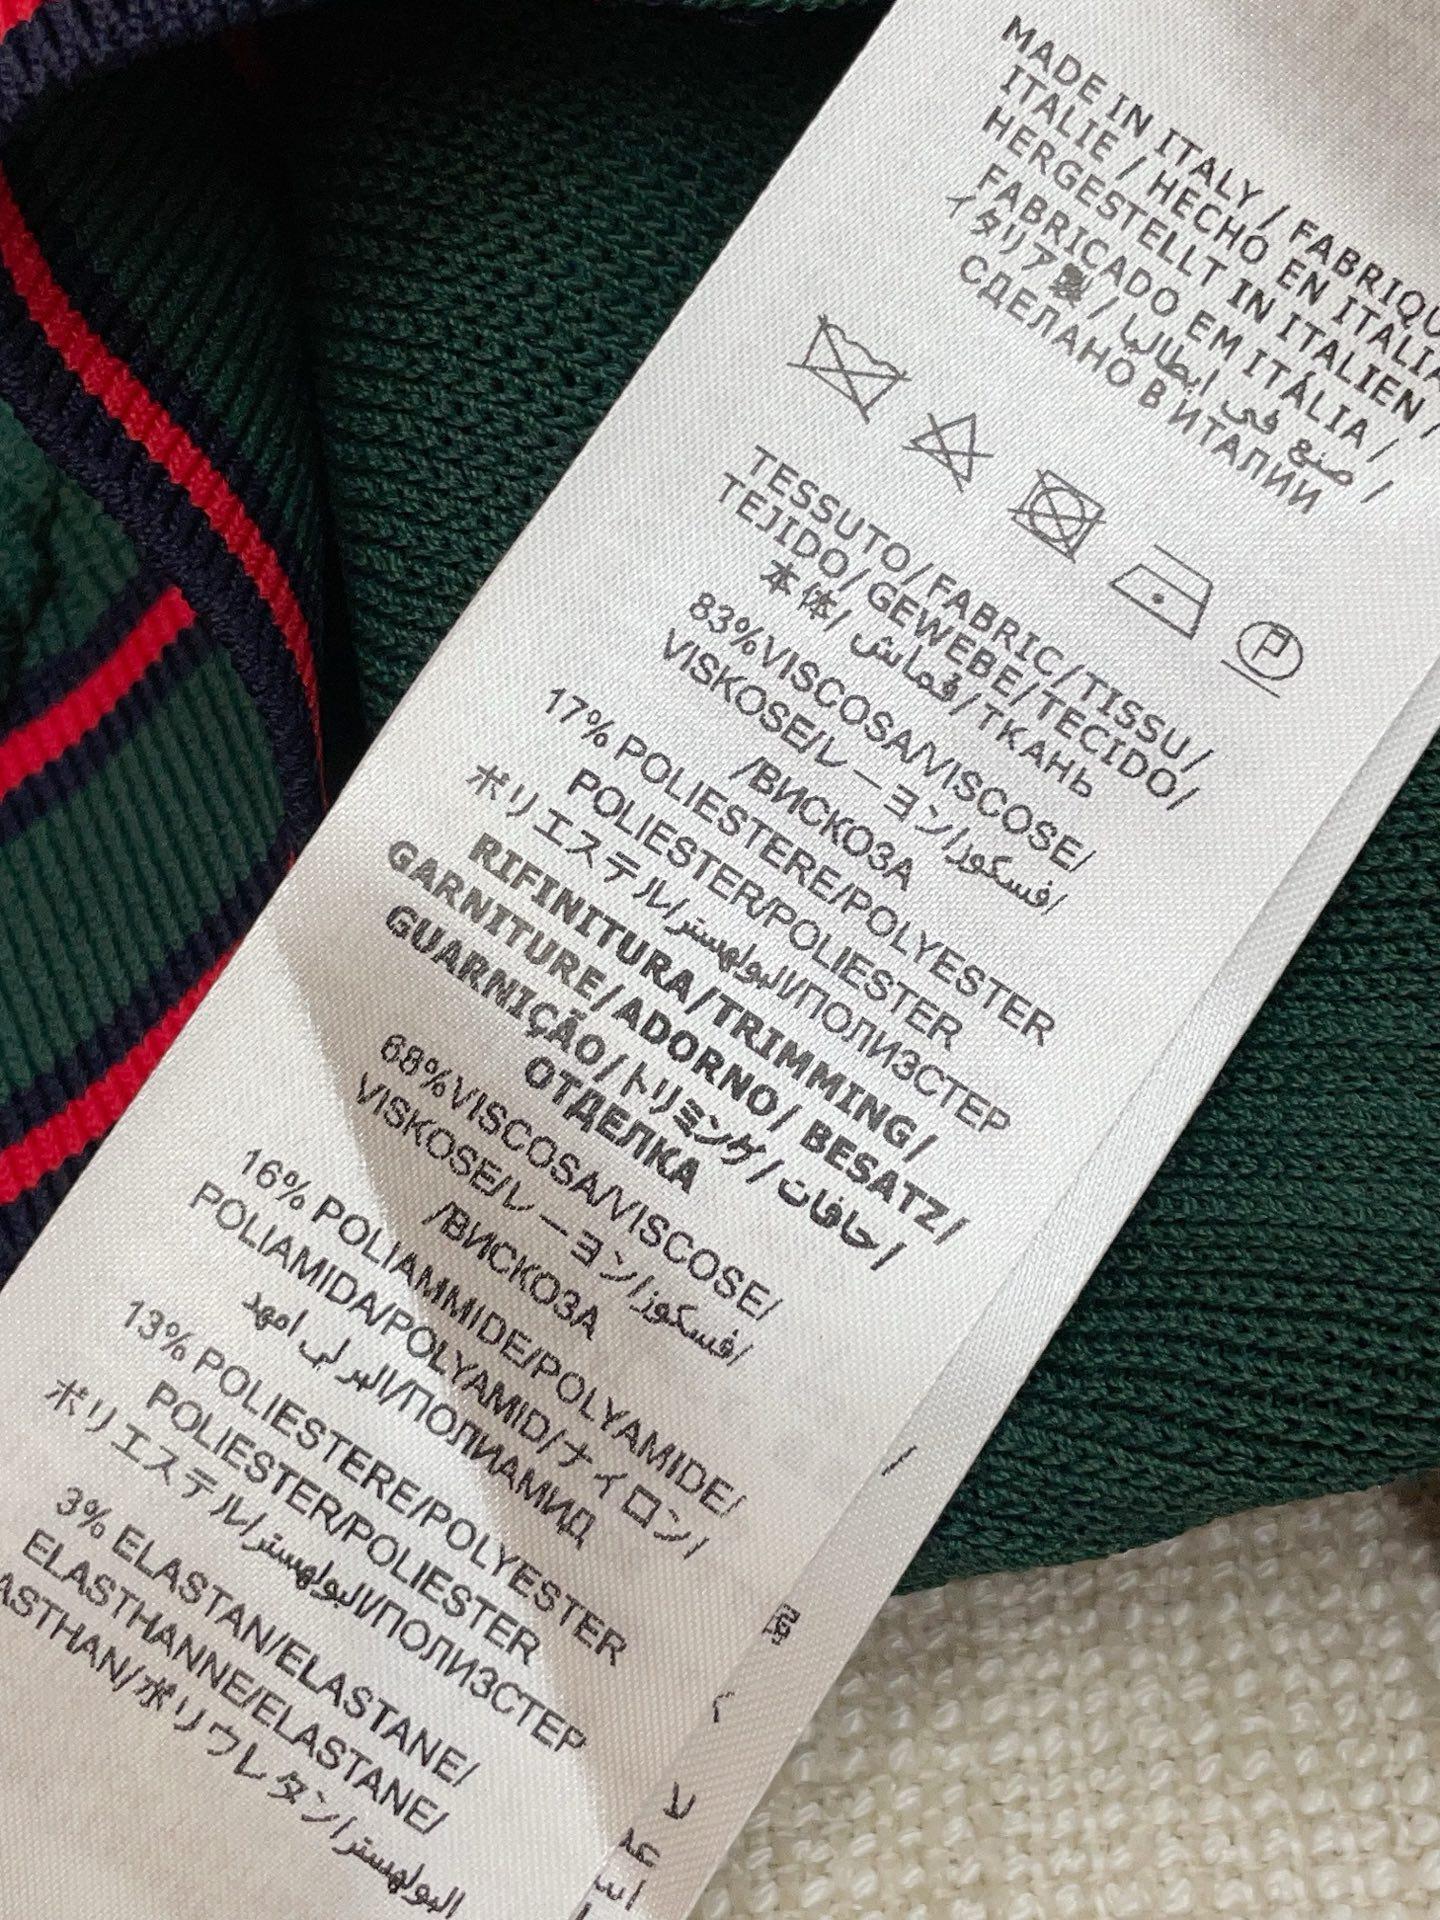 MADE IN ITALY / FABRIQU
ITALIE / HECHO EN ITALIA
HERGESTELLT IN ITALIEN /
FABRICADO EM ITÁLIA /
イタリア製 / صنع في ايطاليا /
СДЕЛАНО В ИТАЛИИ
P
TESSUTO/FABRIC/TISSU/
TEJIDO/GEWEBE/TECIDO/
本体/ قماش/ТКАНЬ
83%VISCOSA/VISCOSE/
VISKOSE/レーヨン/فسكوز/
/ВИСКОЗА
17% POLIESTERE/POLYESTER
POLIESTER/POLIESTER
ポリエステル/البولهستر/ПОЛИЭСТЕР
RIFINITURA/TRIMMING/
GARNITURE/ADORNO/ BESATZ/
GUARNIÇÃO/トリミング/ حافات /
ОТДЕЛКА
68%VISCOSA/VISCOSE/
VISKOSE/レーヨン/فسكوز/
/ВИСКОЗА
16% POLIAMMIDE/POLYAMIDE/
POLIAMIDA/POLYAMID/ナイロン/
البرلي امهد/ПОЛИАМИД
13% POLIESTERE/POLYESTER
POLIESTER/POLIESTER
ポリエステル/البولهستر/ПОЛИЭСТЕР
3% ELASTAN/ELASTANE/
ELASTHANNE/ELASTANE/
ASTHAN/ポリウレタン/البولهستر